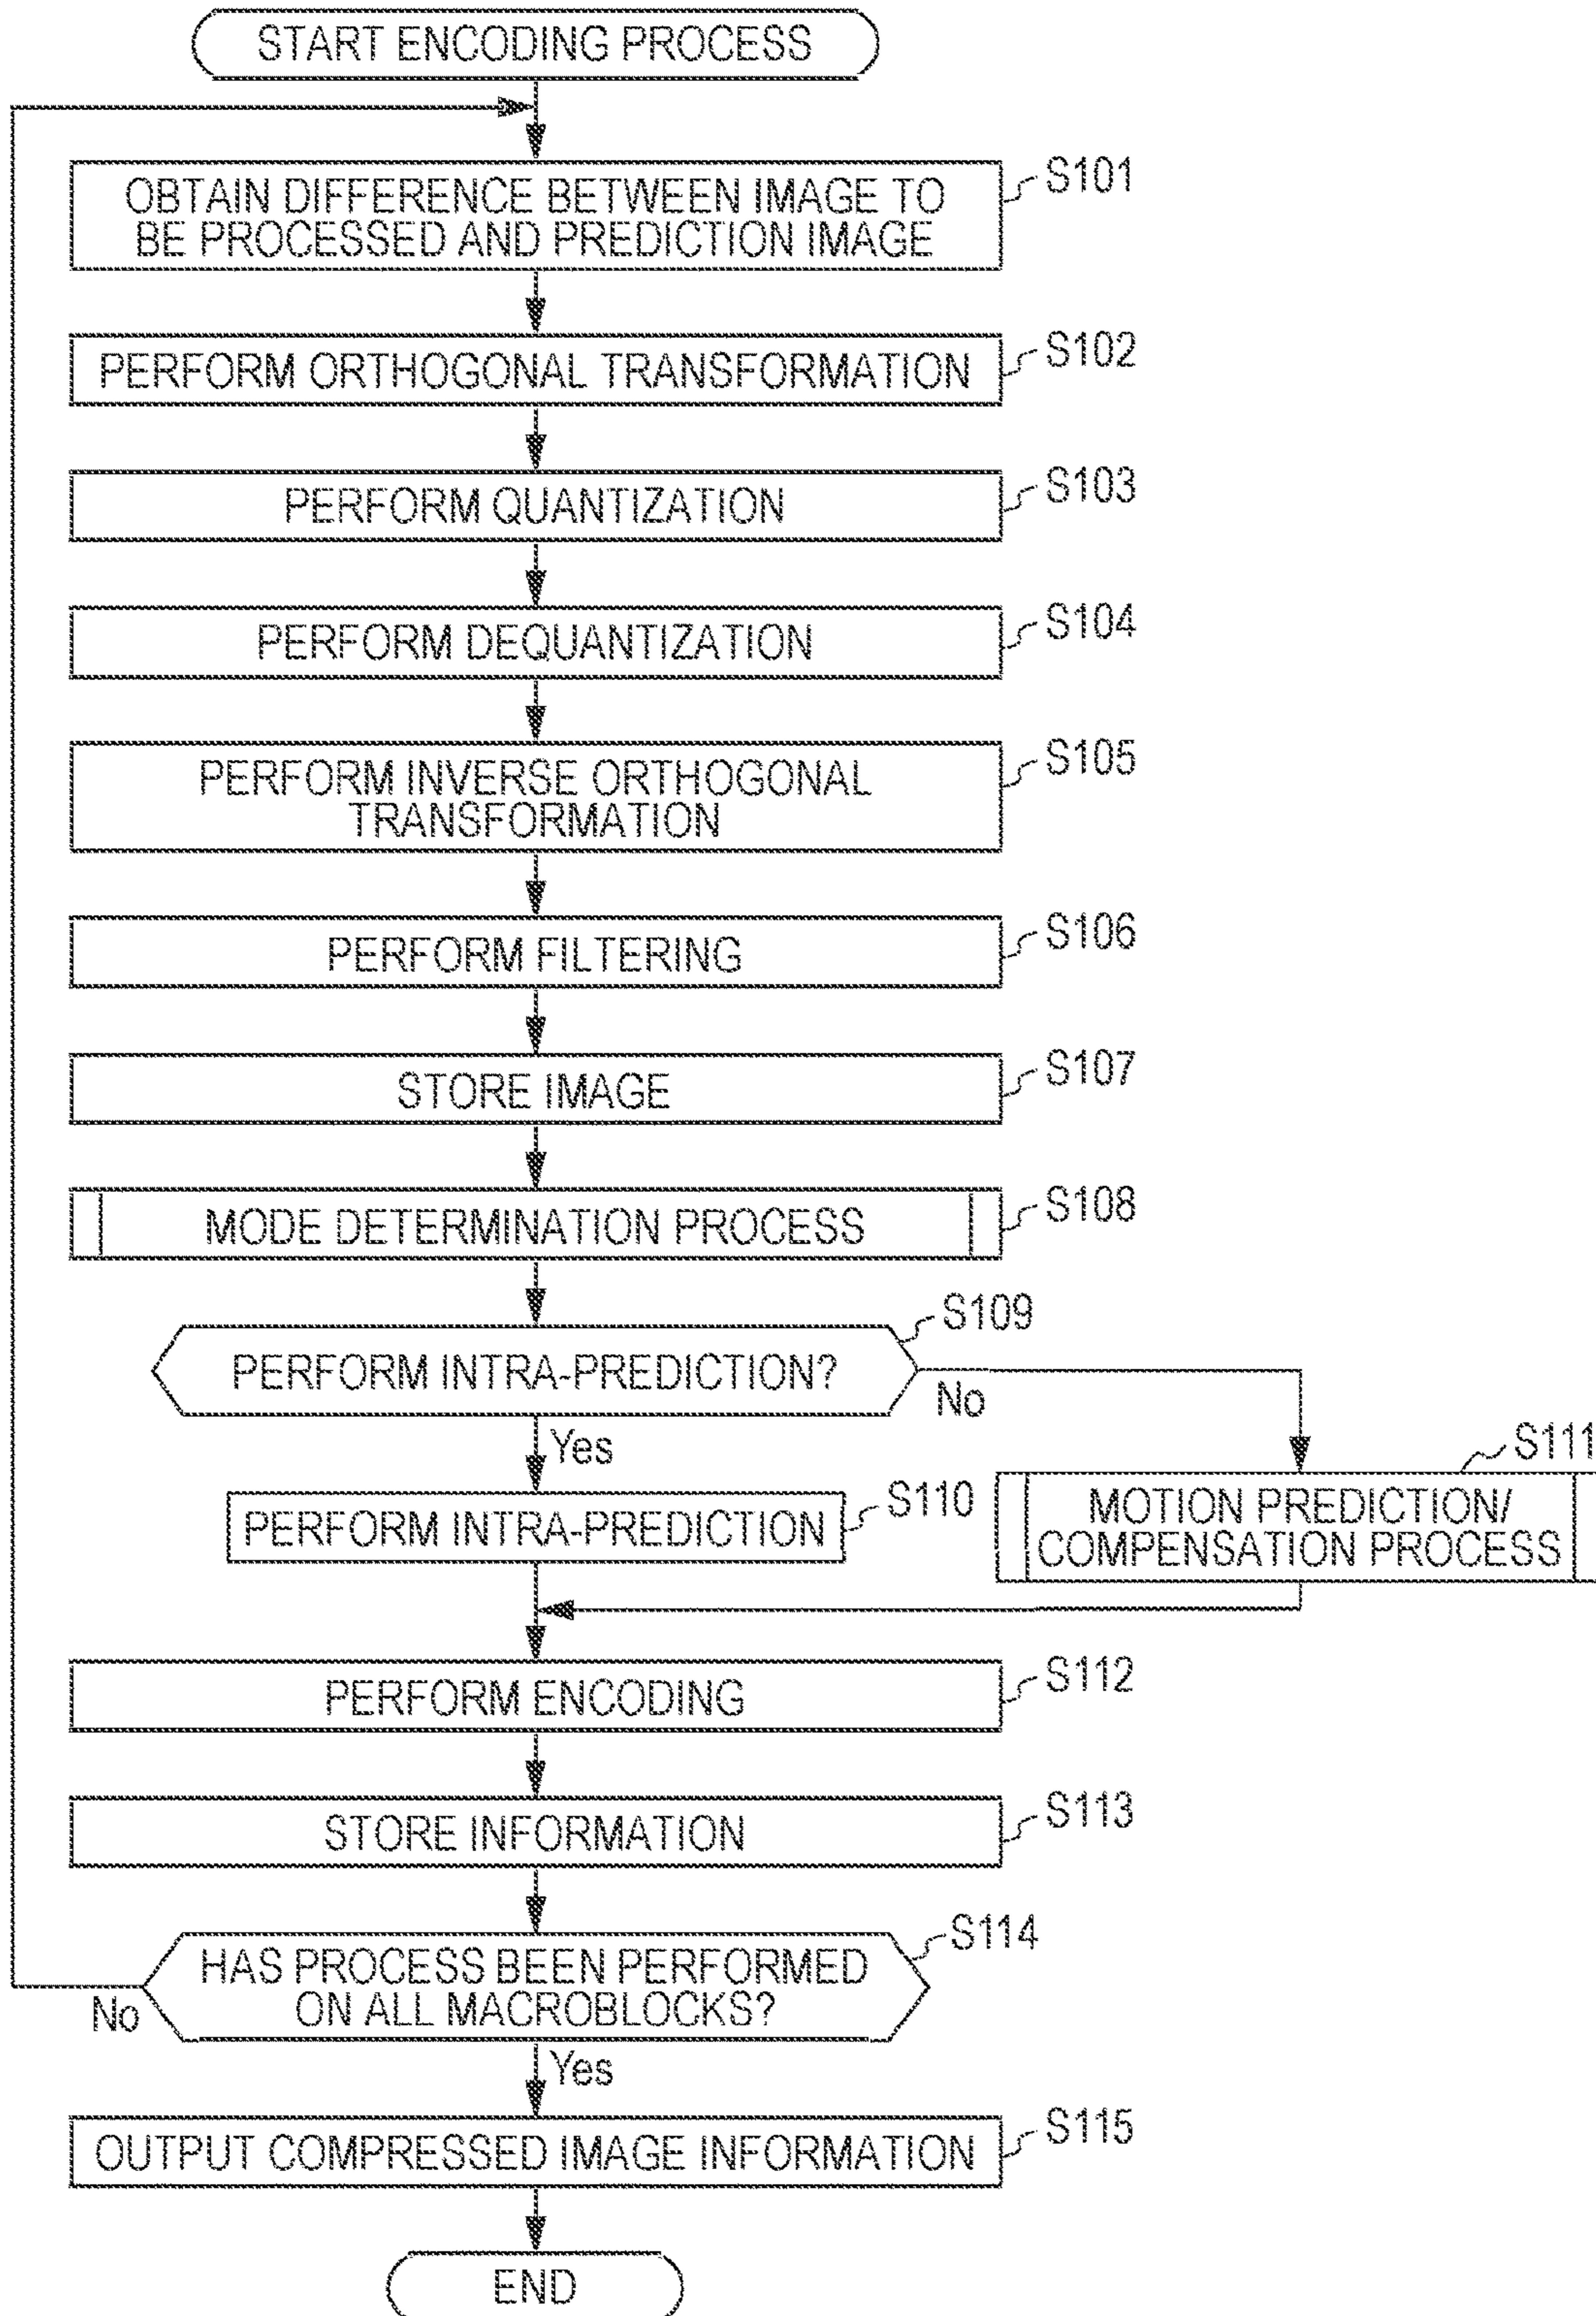 START ENCODING PROCESS
OBTAIN DIFFERENCE BETWEEN IMAGE TO
BE PROCESSED AND PREDICTION IMAGE
S101
PERFORM ORTHOGONAL TRANSFORMATION
S102
PERFORM QUANTIZATION
S103
PERFORM DEQUANTIZATION
S104
PERFORM INVERSE ORTHOGONAL
TRANSFORMATION
S105
PERFORM FILTERING
S106
STORE IMAGE
S107
MODE DETERMINATION PROCESS
S108
PERFORM INTRA-PREDICTION?
S109
No
Yes
PERFORM INTRA-PREDICTION
S110
MOTION PREDICTION/
COMPENSATION PROCESS
S111
PERFORM ENCODING
S112
STORE INFORMATION
S113
HAS PROCESS BEEN PERFORMED
ON ALL MACROBLOCKS?
S114
No
Yes
OUTPUT COMPRESSED IMAGE INFORMATION
S115
END